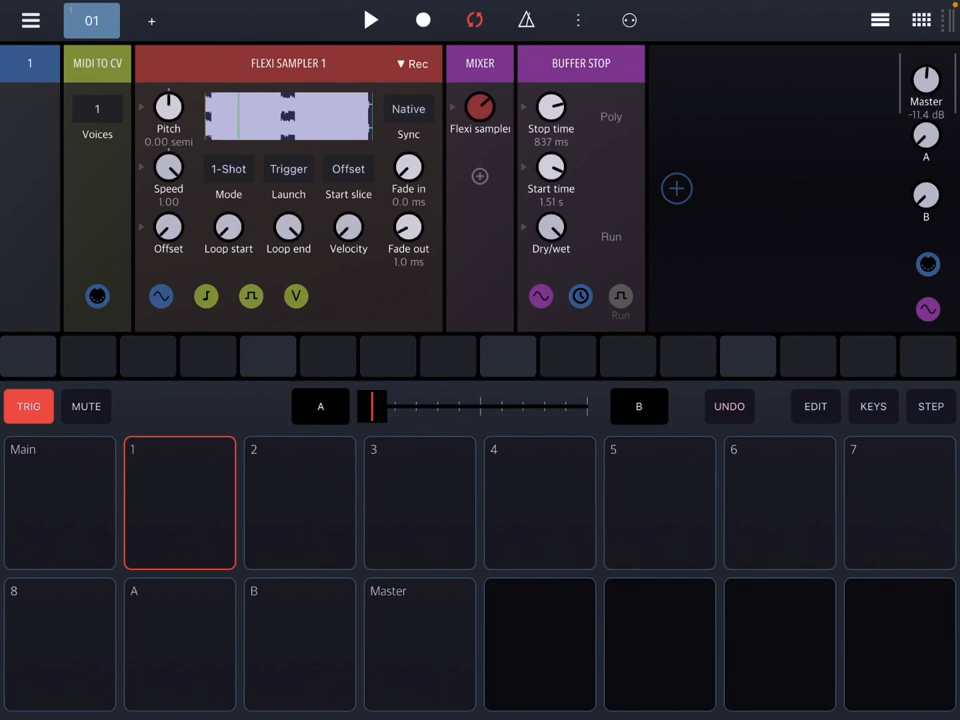 1
01
+
1
MIDI TO CV
FLEXI SAMPLER 1
▼ Rec
MIXER
BUFFER STOP
1
Voices
Pitch
0.00 semi
Native
Sync
Flexi sampler
Stop time
837 ms
Poly
Master
-11.4 dB
A
Speed
1.00
1-Shot
Mode
Trigger
Launch
Offset
Start slice
Fade in
0.0 ms
Start time
1.51 s
B
Offset
Loop start
Loop end
Velocity
Fade out
1.0 ms
Dry/wet
Run
V
Run
TRIG
MUTE
A
B
UNDO
EDIT
KEYS
STEP
Main
1
2
3
4
5
6
7
8
A
B
Master